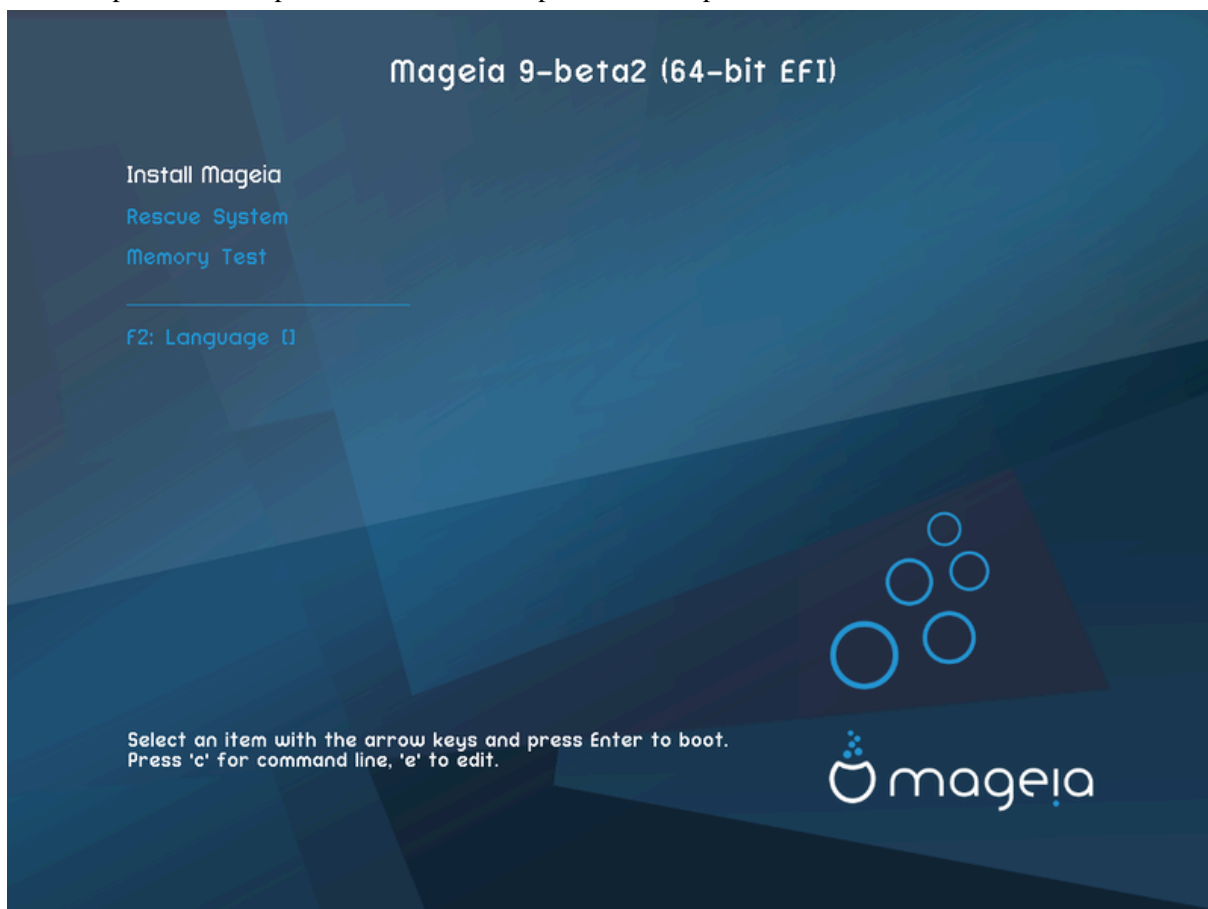 Mageia 9-beta2 (64-bit EFI)
Install Mageia
Rescue System
Memory Test
F2: Language []
Select an item with the arrow keys and press Enter to boot.
Press 'c' for command line, 'e' to edit.
mageia